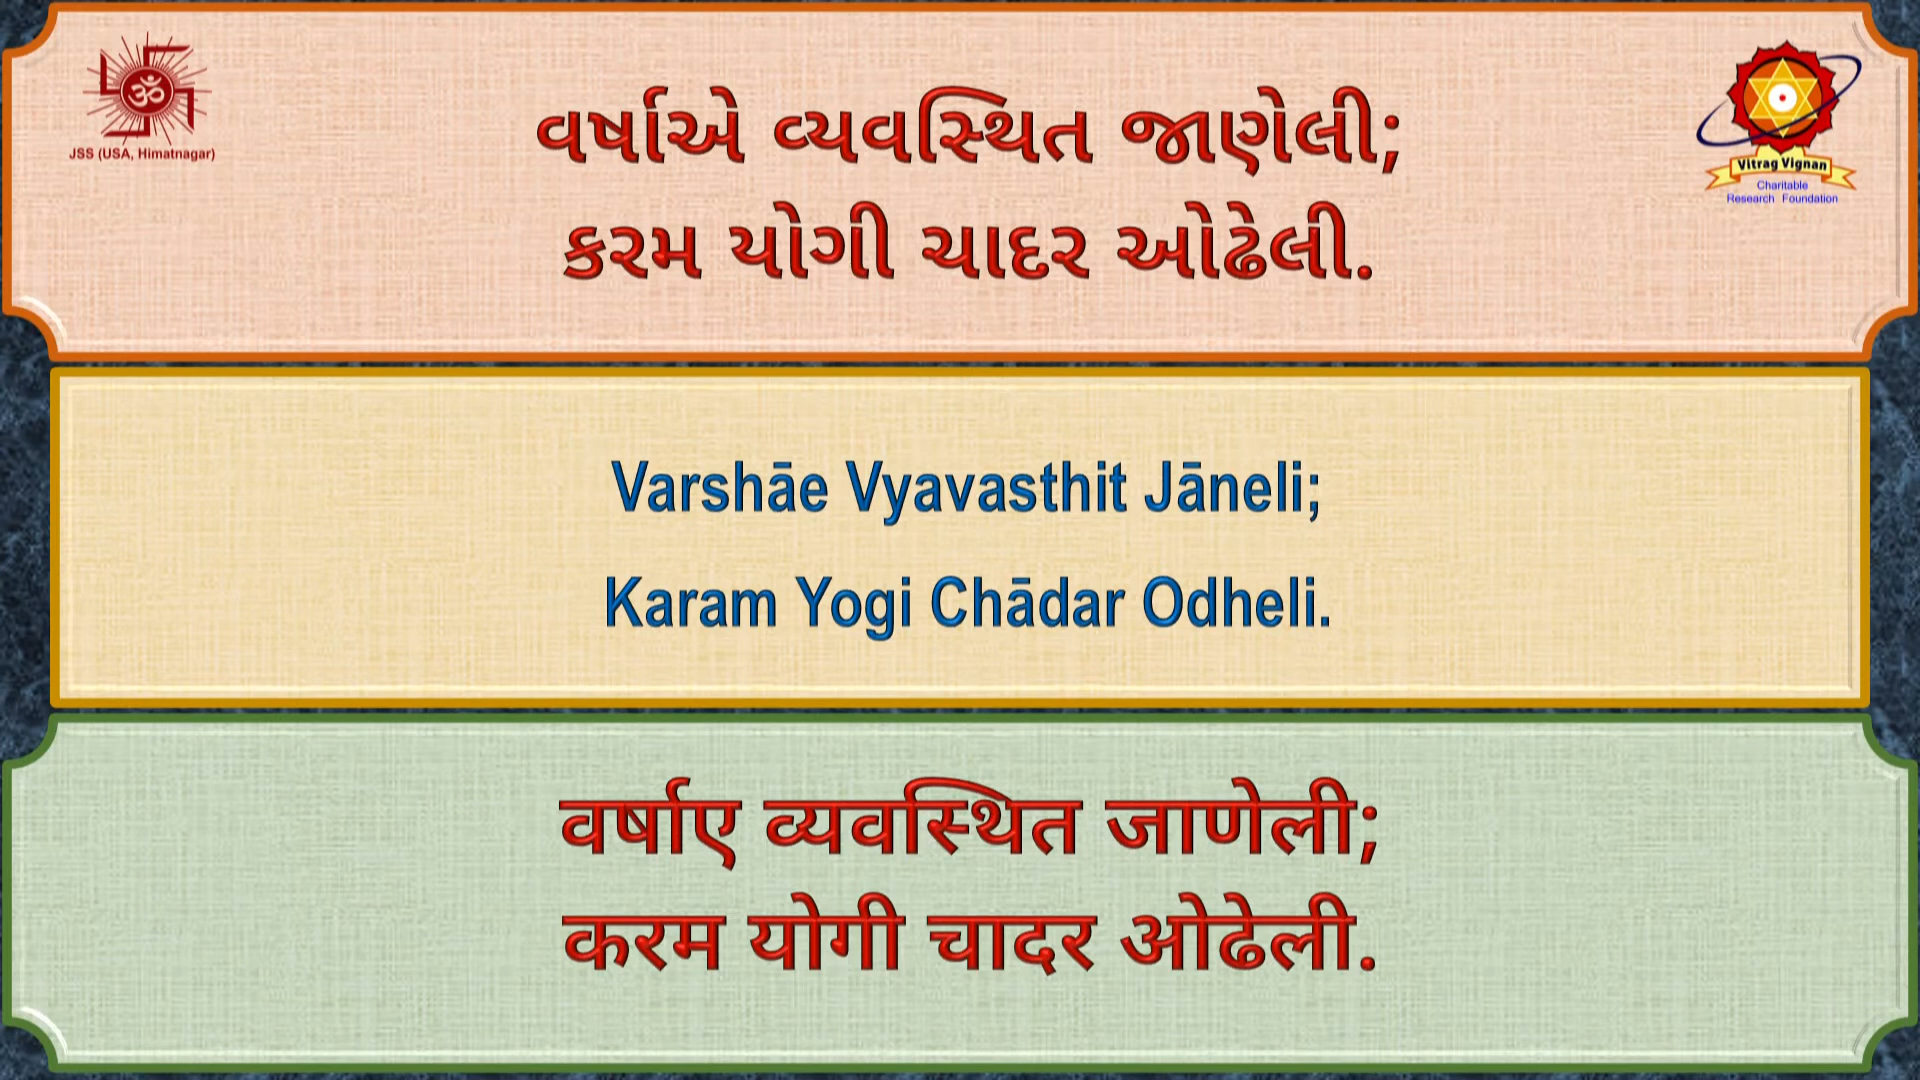 ॐ
JSS (USA, Himatnagar)
Vitrag Vignan
Charitable
Research Foundation
વર્ષાએ વ્યવસ્થિત જાણેલી;
કરમ યોગી ચાદર ઓઢેલી.
Varshāe Vyavasthit Jāneli;
Karam Yogi Chādar Odheli.
वर्षाए व्यवस्थित जाणेली;
करम योगी चादर ओढेली.